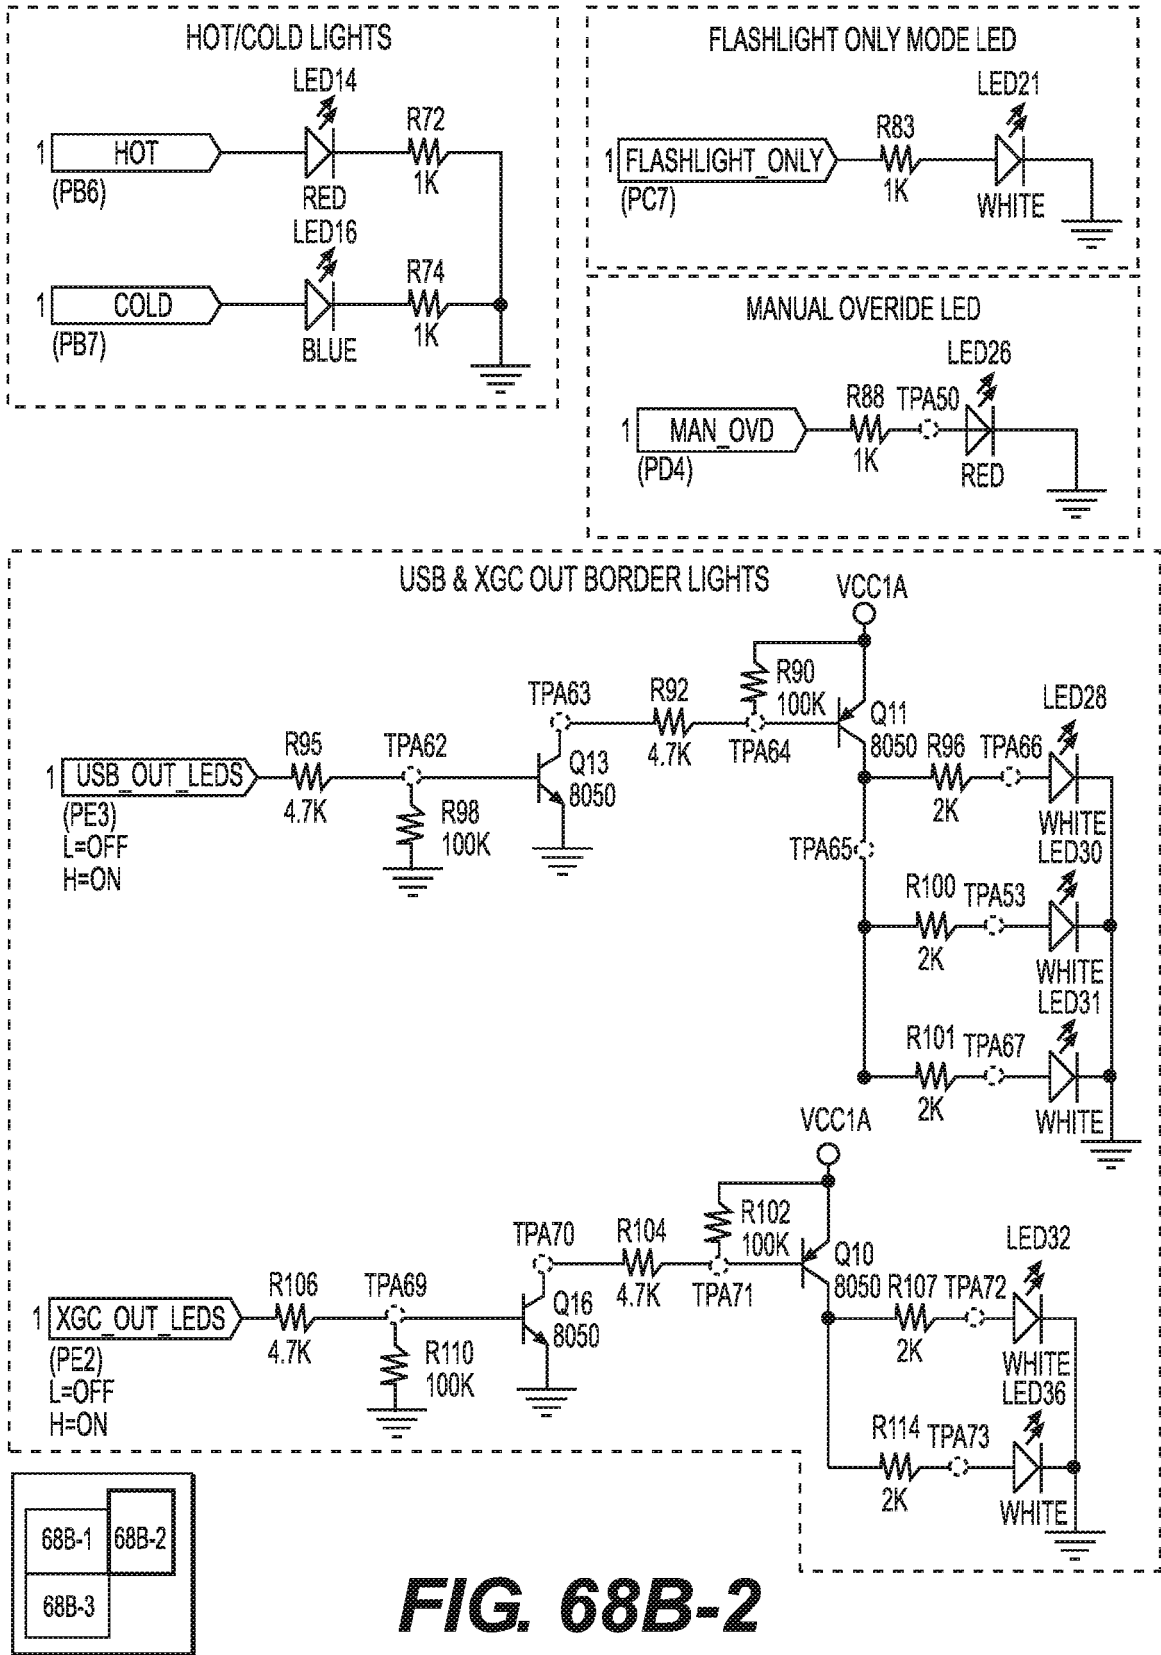 HOT/COLD LIGHTS
LED14
R72
1
HOT
(PB6)
RED
1K
LED16
R74
1
COLD
(PB7)
BLUE
1K
FLASHLIGHT ONLY MODE LED
LED21
R83
1
FLASHLIGHT_ONLY
(PC7)
1K
WHITE
MANUAL OVERIDE LED
LED26
R88
TPA50
1
MAN_OVD
(PD4)
1K
RED
USB & XGC OUT BORDER LIGHTS
VCC1A
R90
100K
TPA63
R92
4.7K
TPA64
Q11
8050
LED28
R96
TPA66
2K
WHITE
R95
TPA62
1
USB_OUT_LEDS
4.7K
Q13
8050
(PE3)
L=OFF
H=ON
R98
100K
TPA65
LED30
R100
TPA53
2K
WHITE
LED31
R101
TPA67
2K
WHITE
VCC1A
R102
100K
TPA70
R104
4.7K
TPA71
Q10
8050
LED32
R107
TPA72
2K
WHITE
R106
TPA69
1
XGC_OUT_LEDS
4.7K
Q16
8050
(PE2)
L=OFF
H=ON
R110
100K
LED36
R114
TPA73
2K
WHITE
68B-1
68B-2
68B-3
FIG. 68B-2